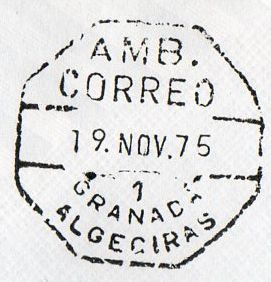 AMB.
CORREO
19.NOV.75
1
GRANADA
ALGECIRAS